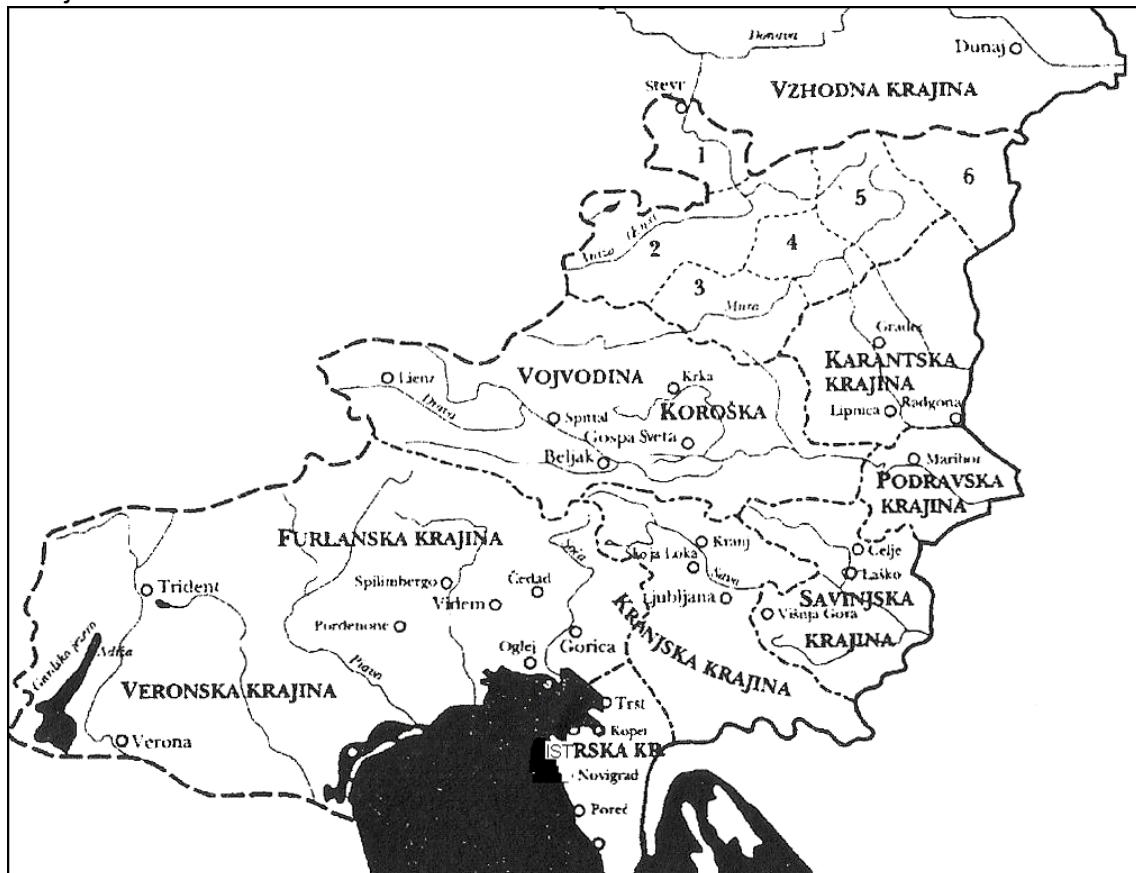 Donava
Dunaj
VZHODNA KRAJINA
Steyr
1
6
5
2
4
3
Mura
Gradec
KARANTSKA
KRAJINA
Lienz
VOJVODINA
Krka
Drava
KOROŠKA
Lipnica
Radgona
Spittal
Gospa Sveta
Beljak
Maribor
PODRAVSKA
KRAJINA
FURLANSKA KRAJINA
Soča
Kranj
Škofja Loka
Celje
Trident
Spilimbergo
Čedad
Sava
Laško
Videm
Ljubljana
SAVINJSKA
Višnja Gora
Pordenone
KRAJINA
Gardsko jezero
Adiža
Oglej
Gorica
KRANJSKA KRAJINA
Piava
VERONSKA KRAJINA
Trst
Verona
Koper
ISTRSKA KR.
Novigrad
Poreč